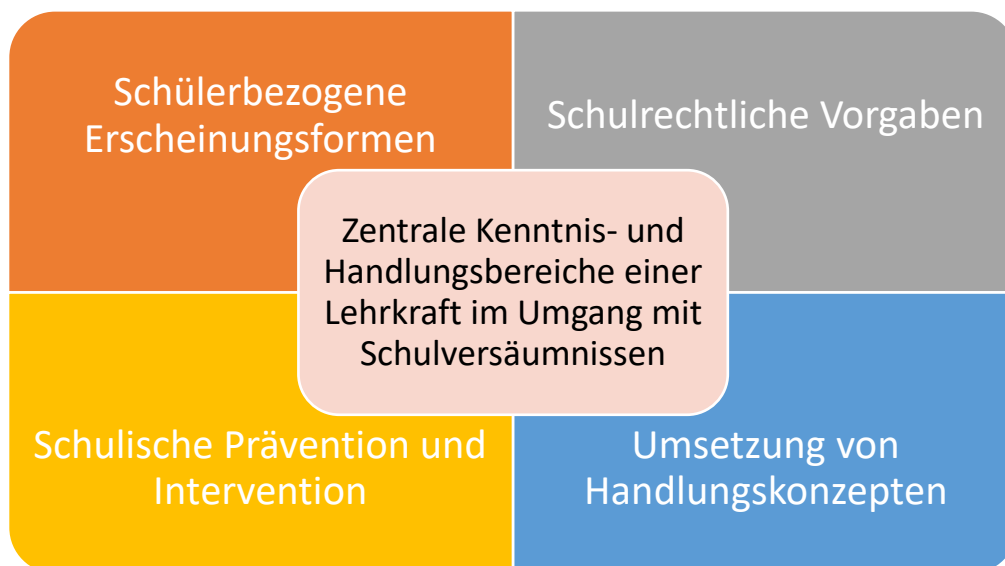 Schülerbezogene
Erscheinungsformen
Schulrechtliche Vorgaben
Zentrale Kenntnis- und
Handlungsbereiche einer
Lehrkraft im Umgang mit
Schulversäumnissen
Schulische Prävention und
Intervention
Umsetzung von
Handlungskonzepten